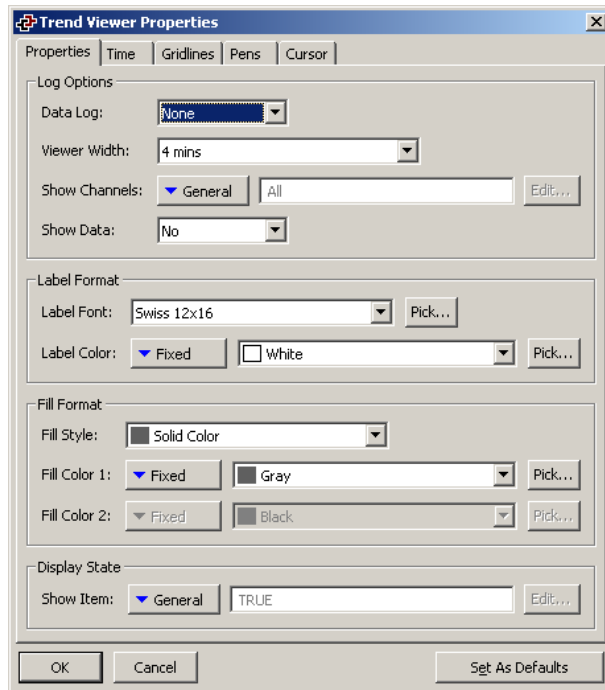 Trend Viewer Properties
Properties Time Gridlines Pens Cursor
Log Options
Data Log: None
Viewer Width: 4 mins
Show Channels: General All Edit...
Show Data: No
Label Format
Label Font: Swiss 12x16 Pick...
Label Color: Fixed White Pick...
Fill Format
Fill Style: Solid Color
Fill Color 1: Fixed Gray Pick...
Fill Color 2: Fixed Black Pick...
Display State
Show Item: General TRUE Edit...
OK Cancel Set As Defaults